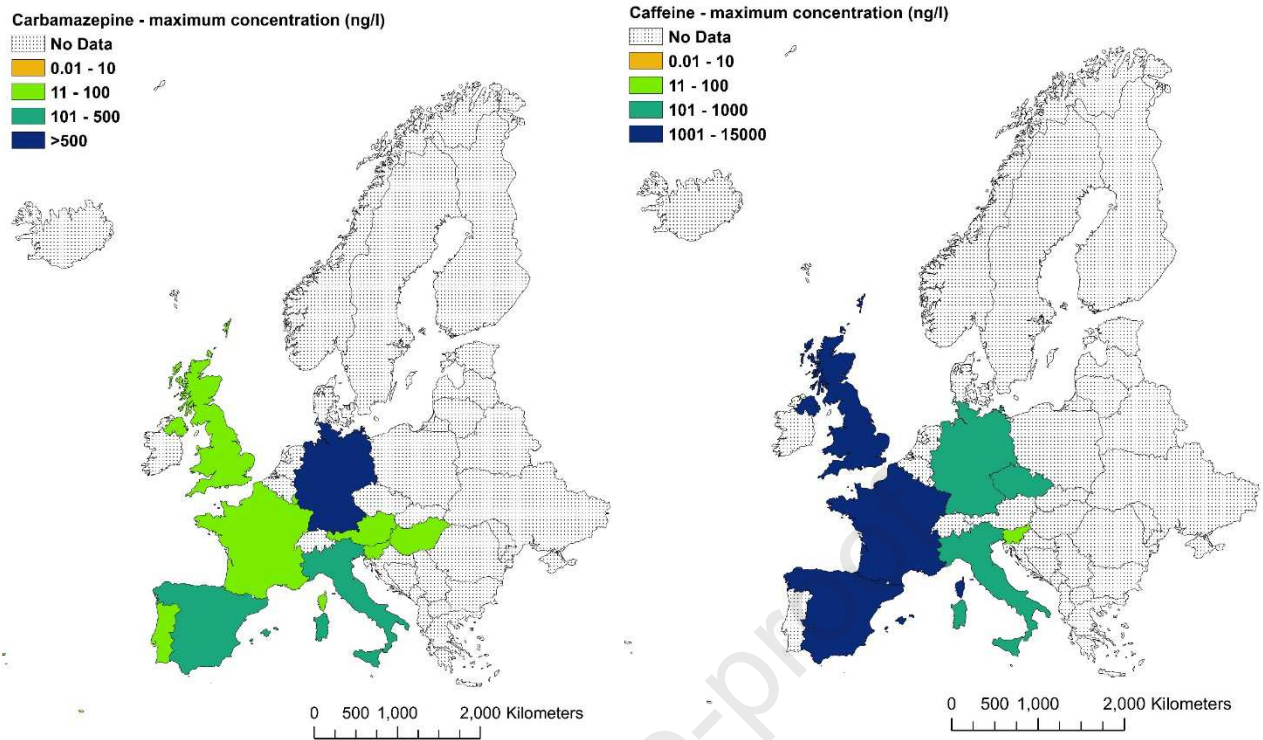 Carbamazepine - maximum concentration (ng/l)
No Data
0.01 - 10
11 - 100
101 - 500
>500
0 500 1,000 2,000 Kilometers
Caffeine - maximum concentration (ng/l)
No Data
0.01 - 10
11 - 100
101 - 1000
1001 - 15000
0 500 1,000 2,000 Kilometers